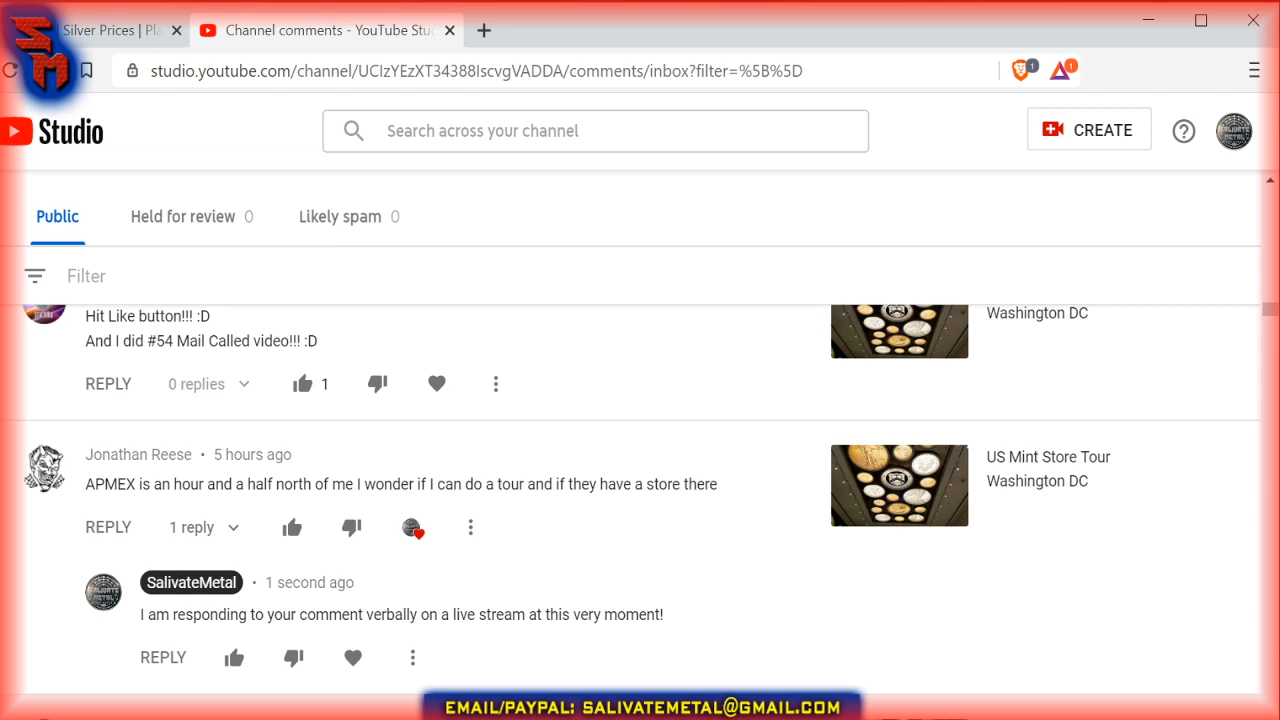 SM
Silver Prices | Pla
Channel comments - YouTube Stu
studio.youtube.com/channel/UCIzYEzXT34388IscvgVADDA/comments/inbox?filter=%5B%5D
1
1
Studio
Search across your channel
CREATE
Public
Held for review 0
Likely spam 0
Filter
Hit Like button!!! :D
And I did #54 Mail Called video!!! :D
REPLY
0 replies
1
Washington DC
Jonathan Reese • 5 hours ago
APMEX is an hour and a half north of me I wonder if I can do a tour and if they have a store there
REPLY
1 reply
US Mint Store Tour
Washington DC
SalivateMetal • 1 second ago
I am responding to your comment verbally on a live stream at this very moment!
REPLY
EMAIL/PAYPAL: SALIVATEMETAL@GMAIL.COM